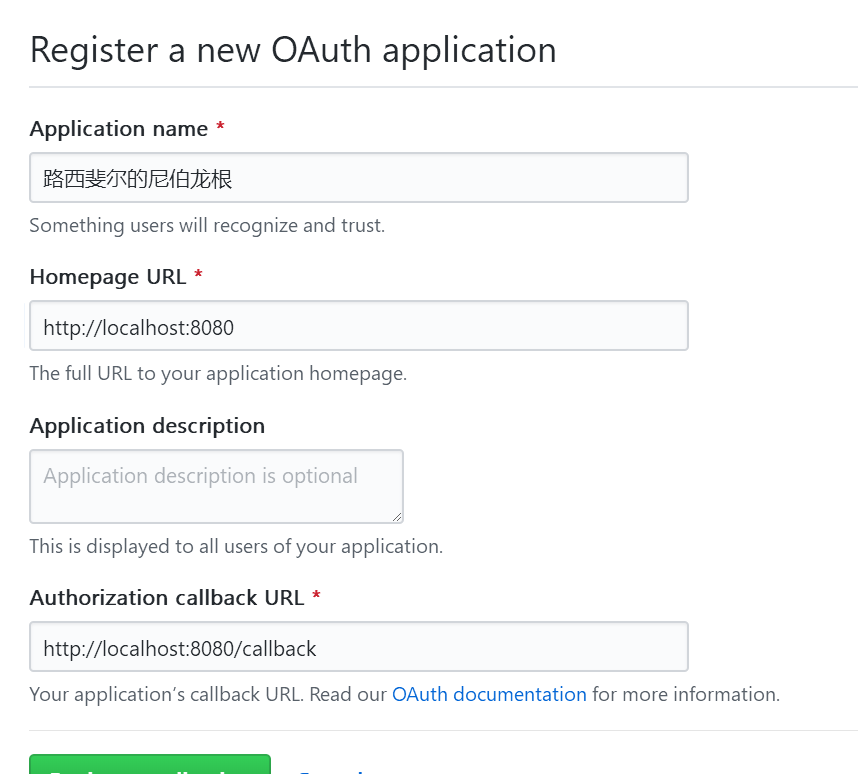 Register a new OAuth application
Application name *
路西斐尔的尼伯龙根
Something users will recognize and trust.
Homepage URL *
http://localhost:8080
The full URL to your application homepage.
Application description
Application description is optional
This is displayed to all users of your application.
Authorization callback URL *
http://localhost:8080/callback
Your application’s callback URL. Read our OAuth documentation for more information.